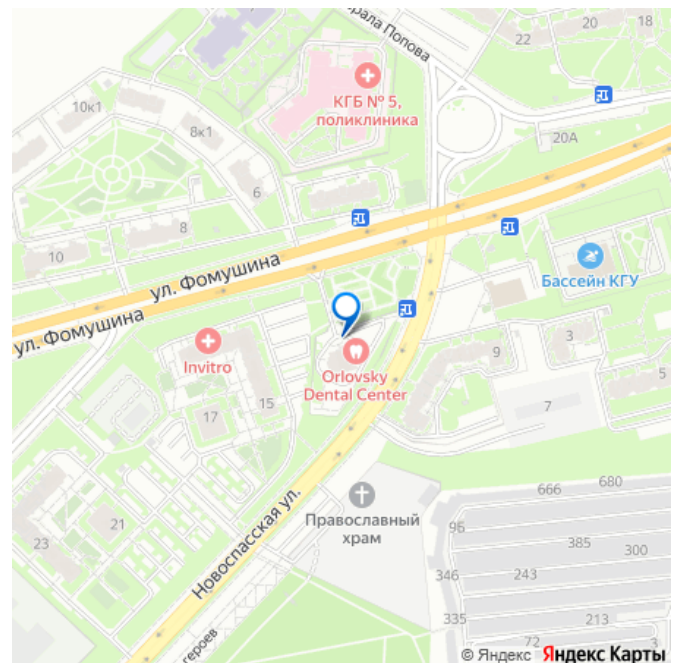 рала Попова
20
18
22
КГБ № 5,
поликлиника
10к1
8к1
20А
6
8
10
ул. Фомушина
ул. Фомушина
Бассейн КГУ
Invitro
Orlovsky
Dental Center
9
3
5
7
15
17
21
23
Новоспасская ул.
Православный
храм
героев
666
680
96
385
300
346
243
335
213
72
3
© Яндекс Яндекс Карты